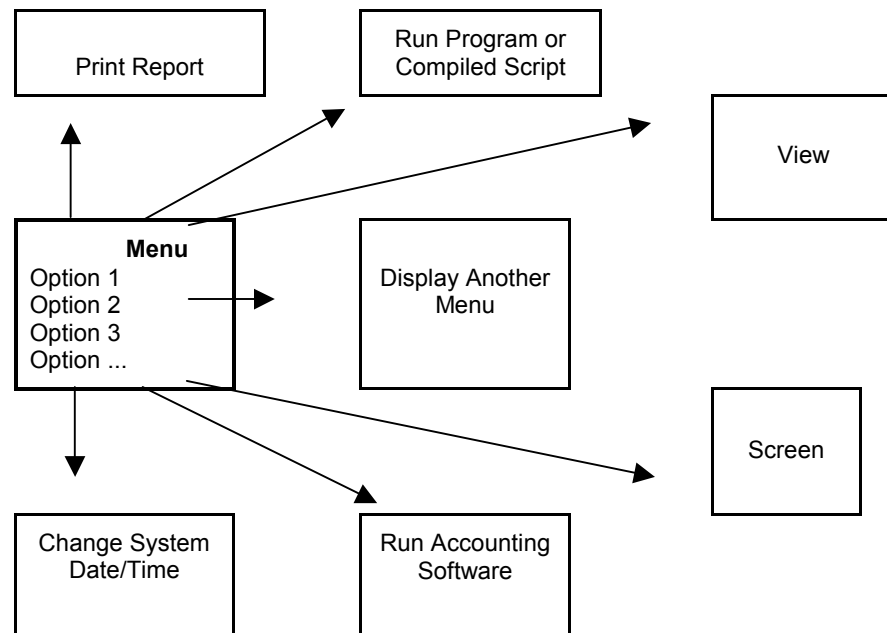 Print Report
Run Program or
Compiled Script
View
Menu
Option 1
Option 2
Option 3
Option ...
Display Another
Menu
Screen
Change System
Date/Time
Run Accounting
Software